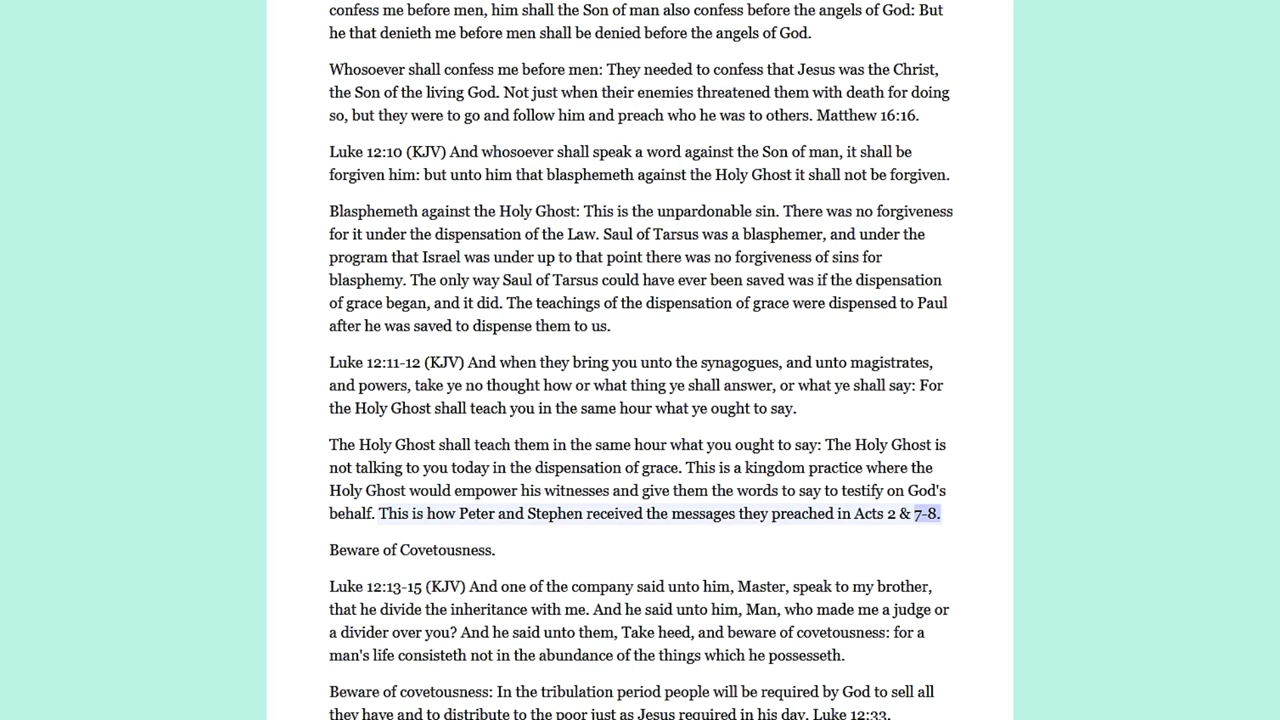 confess me before men, him shall the Son of man also confess before the angels of God: But
he that denieth me before men shall be denied before the angels of God.
Whosoever shall confess me before men: They needed to confess that Jesus was the Christ,
the Son of the living God. Not just when their enemies threatened them with death for doing
so, but they were to go and follow him and preach who he was to others. Matthew 16:16.
Luke 12:10 (KJV) And whosoever shall speak a word against the Son of man, it shall be
forgiven him: but unto him that blasphemeth against the Holy Ghost it shall not be forgiven.
Blasphemeth against the Holy Ghost: This is the unpardonable sin. There was no forgiveness
for it under the dispensation of the Law. Saul of Tarsus was a blasphemer, and under the
program that Israel was under up to that point there was no forgiveness of sins for
blasphemy. The only way Saul of Tarsus could have ever been saved was if the dispensation
of grace began, and it did. The teachings of the dispensation of grace were dispensed to Paul
after he was saved to dispense them to us.
Luke 12:11-12 (KJV) And when they bring you unto the synagogues, and unto magistrates,
and powers, take ye no thought how or what thing ye shall answer, or what ye shall say: For
the Holy Ghost shall teach you in the same hour what ye ought to say.
The Holy Ghost shall teach them in the same hour what you ought to say: The Holy Ghost is
not talking to you today in the dispensation of grace. This is a kingdom practice where the
Holy Ghost would empower his witnesses and give them the words to say to testify on God's
behalf. This is how Peter and Stephen received the messages they preached in Acts 2 & 7-8.
Beware of Covetousness.
Luke 12:13-15 (KJV) And one of the company said unto him, Master, speak to my brother,
that he divide the inheritance with me. And he said unto him, Man, who made me a judge or
a divider over you? And he said unto them, Take heed, and beware of covetousness: for a
man's life consisteth not in the abundance of the things which he possesseth.
Beware of covetousness: In the tribulation period people will be required by God to sell all
they have and to distribute to the poor just as Jesus required in his day. Luke 12:33.